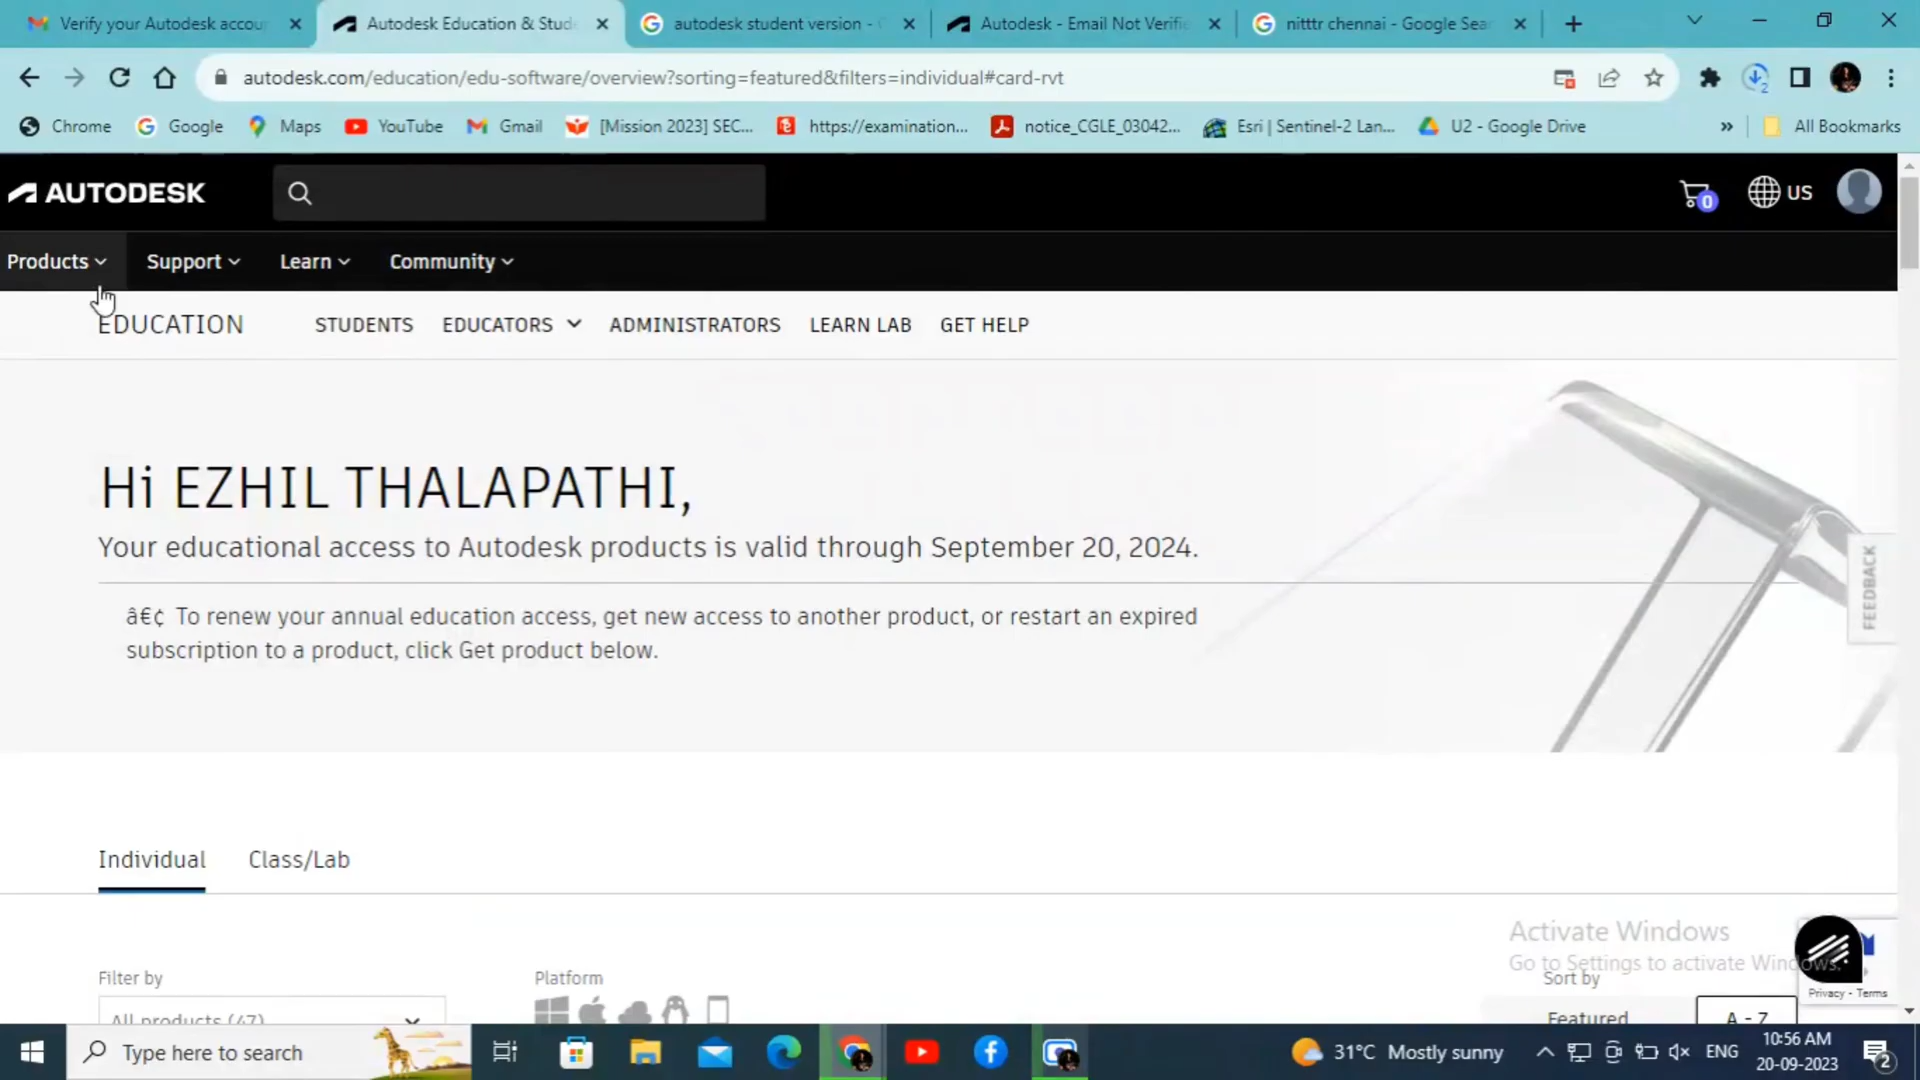 Verify your Autodesk accou
Autodesk Education & Stud
autodesk student version -
Autodesk - Email Not Verifie
nitttr chennai - Google Sea
autodesk.com/education/edu-software/overview?sorting=featured&filters=individual#card-rvt
Chrome
Google
Maps
YouTube
Gmail
[Mission 2023] SEC...
https://examination...
notice_CGLE_03042...
Esri | Sentinel-2 Lan...
U2 - Google Drive
»
All Bookmarks
AUTODESK
0
US
Products
Support
Learn
Community
EDUCATION
STUDENTS
EDUCATORS
ADMINISTRATORS
LEARN LAB
GET HELP
Hi EZHIL THALAPATHI,
Your educational access to Autodesk products is valid through September 20, 2024.
â€¢ To renew your annual education access, get new access to another product, or restart an expired
subscription to a product, click Get product below.
FEEDBACK
Individual
Class/Lab
Activate Windows
Go to Settings to activate Windows.
Filter by
Platform
Sort by
Privacy - Terms
All products (47)
Featured
A - Z
Type here to search
31°C Mostly sunny
ENG
10:56 AM
20-09-2023
2